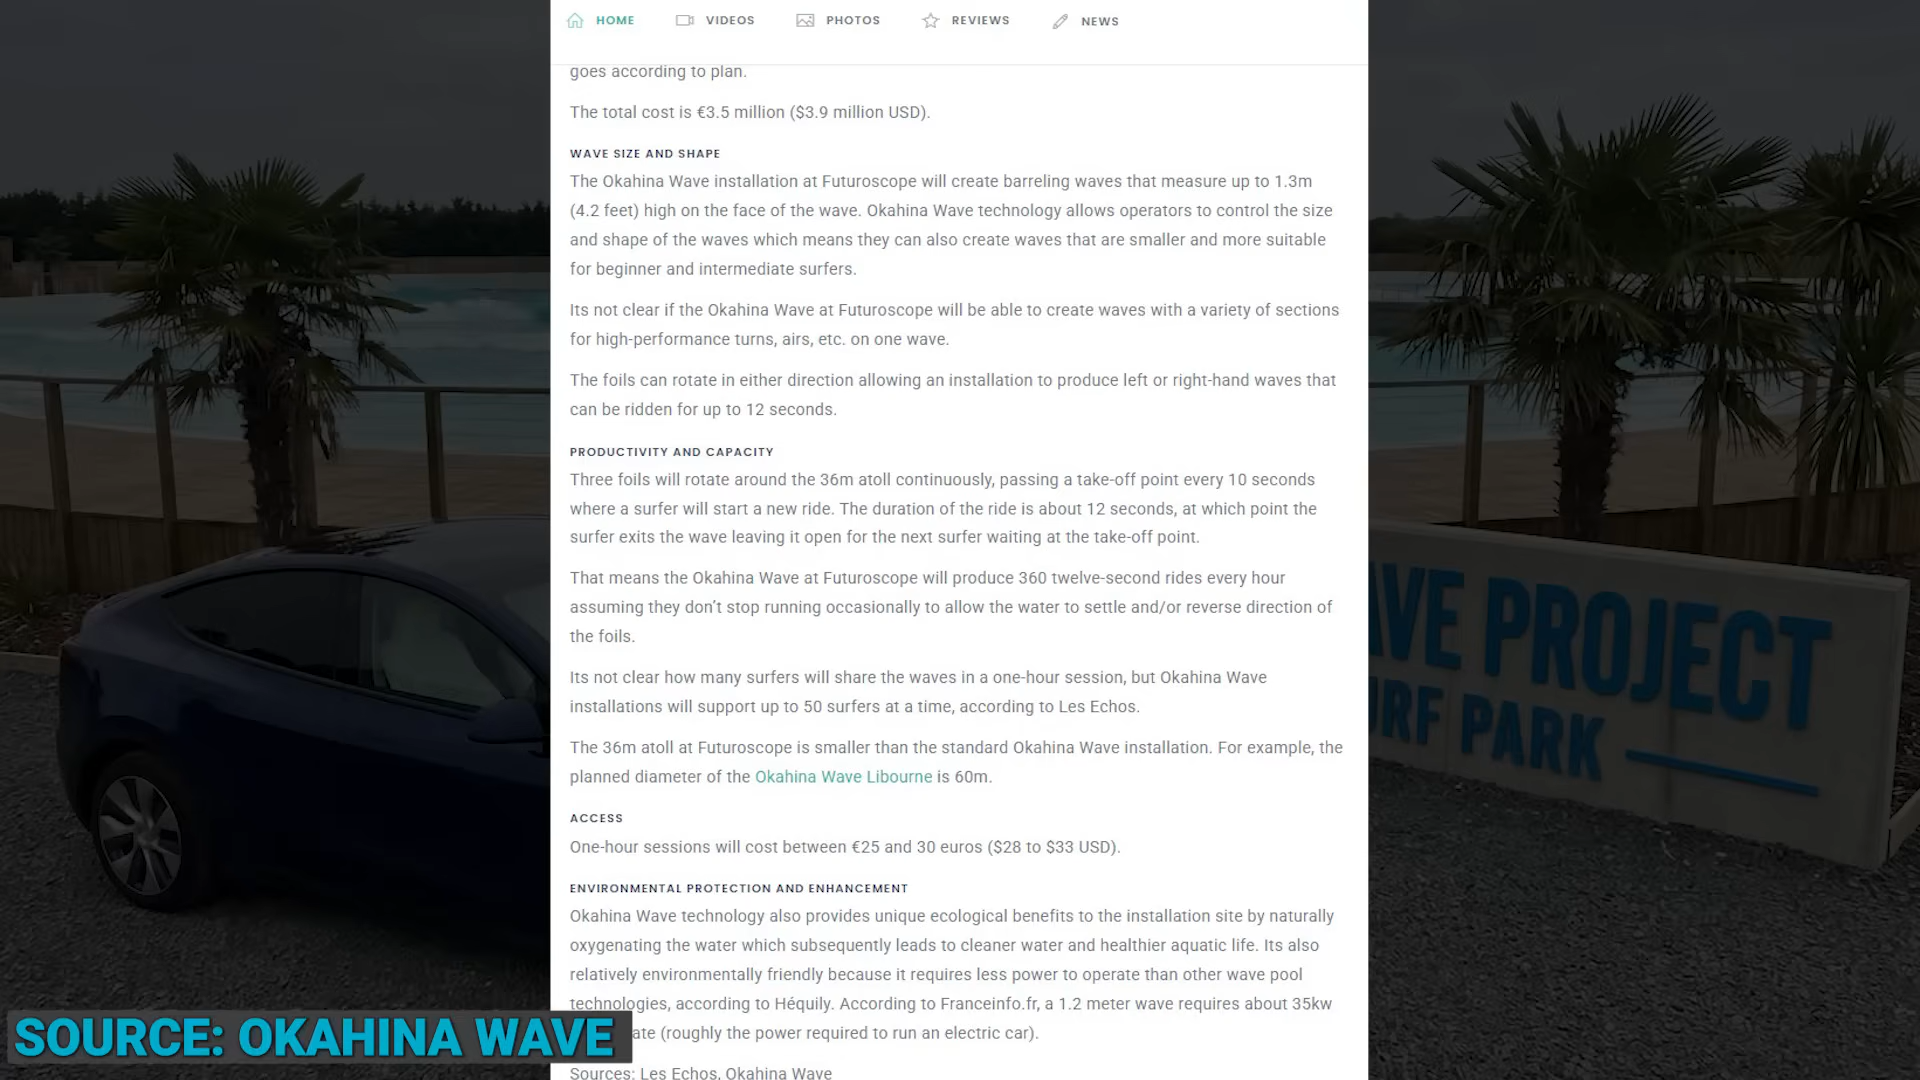 HOME VIDEOS PHOTOS REVIEWS NEWS
goes according to plan.
The total cost is €3.5 million ($3.9 million USD).
WAVE SIZE AND SHAPE
The Okahina Wave installation at Futuroscope will create barreling waves that measure up to 1.3m
(4.2 feet) high on the face of the wave. Okahina Wave technology allows operators to control the size
and shape of the waves which means they can also create waves that are smaller and more suitable
for beginner and intermediate surfers.
Its not clear if the Okahina Wave at Futuroscope will be able to create waves with a variety of sections
for high-performance turns, airs, etc. on one wave.
The foils can rotate in either direction allowing an installation to produce left or right-hand waves that
can be ridden for up to 12 seconds.
PRODUCTIVITY AND CAPACITY
Three foils will rotate around the 36m atoll continuously, passing a take-off point every 10 seconds
where a surfer will start a new ride. The duration of the ride is about 12 seconds, at which point the
surfer exits the wave leaving it open for the next surfer waiting at the take-off point.
That means the Okahina Wave at Futuroscope will produce 360 twelve-second rides every hour
assuming they don't stop running occasionally to allow the water to settle and/or reverse direction of
the foils.
Its not clear how many surfers will share the waves in a one-hour session, but Okahina Wave
installations will support up to 50 surfers at a time, according to Les Echos.
The 36m atoll at Futuroscope is smaller than the standard Okahina Wave installation. For example, the
planned diameter of the Okahina Wave Libourne is 60m.
ACCESS
One-hour sessions will cost between €25 and 30 euros ($28 to $33 USD).
ENVIRONMENTAL PROTECTION AND ENHANCEMENT
Okahina Wave technology also provides unique ecological benefits to the installation site by naturally
oxygenating the water which subsequently leads to cleaner water and healthier aquatic life. Its also
relatively environmentally friendly because it requires less power to operate than other wave pool
technologies, according to Héquily. According to Franceinfo.fr, a 1.2 meter wave requires about 35kw
ate (roughly the power required to run an electric car).
Sources: Les Echos, Okahina Wave
AVE PROJECT
URF PARK
SOURCE: OKAHINA WAVE